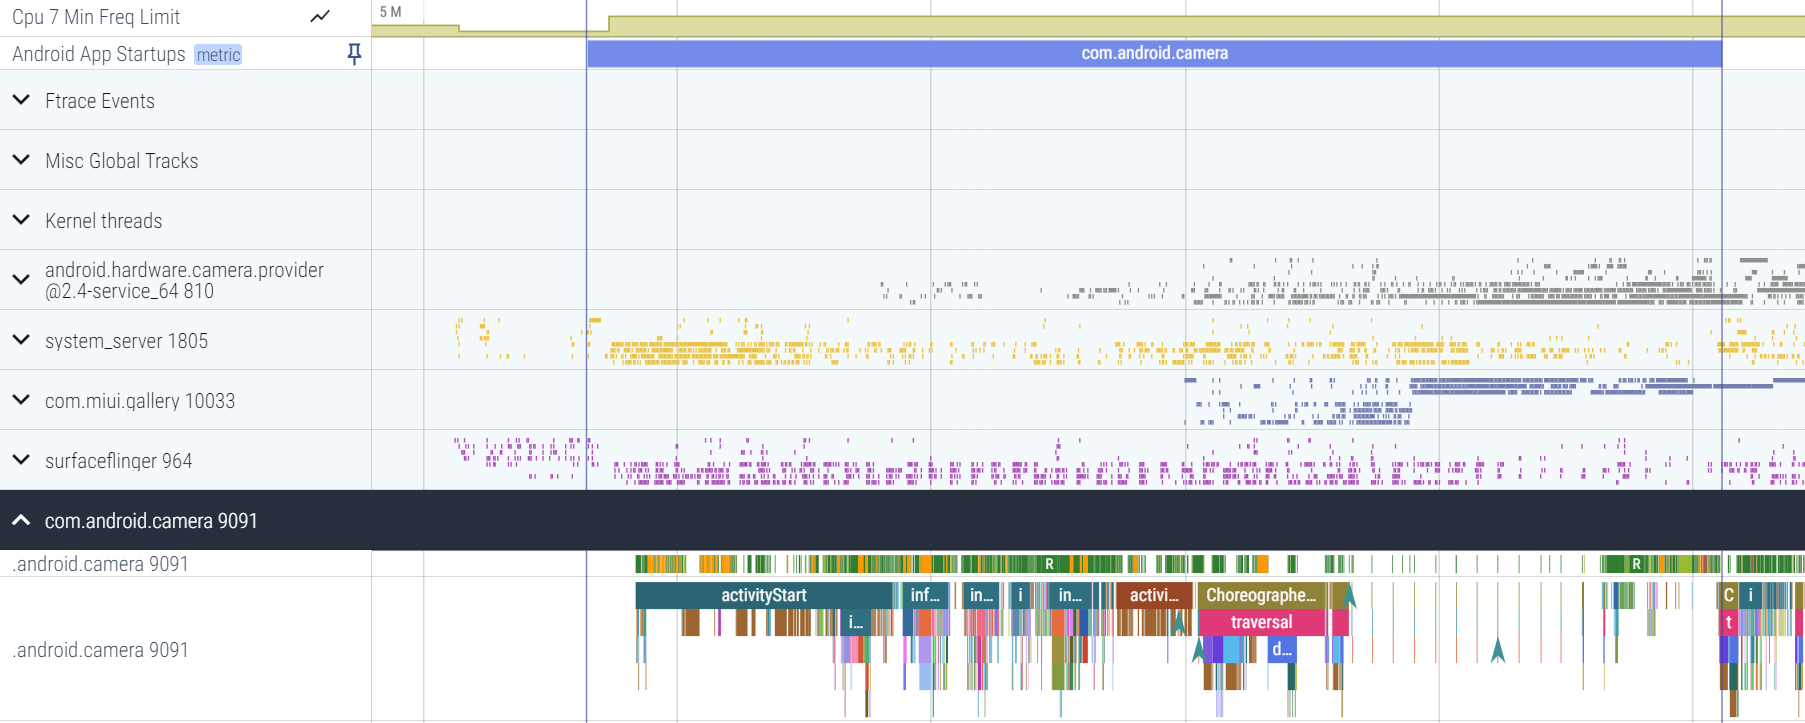 Cpu 7 Min Freq Limit
5 M
Android App Startups metric
com.android.camera
Ftrace Events
Misc Global Tracks
Kernel threads
android.hardware.camera.provider
@2.4-service_64 810
system_server 1805
com.miui.gallery 10033
surfaceflinger 964
com.android.camera 9091
.android.camera 9091
R
R
activityStart
inf...
in...
i
in...
activi...
Choreographe...
C
i
i...
traversal
t
.android.camera 9091
d...